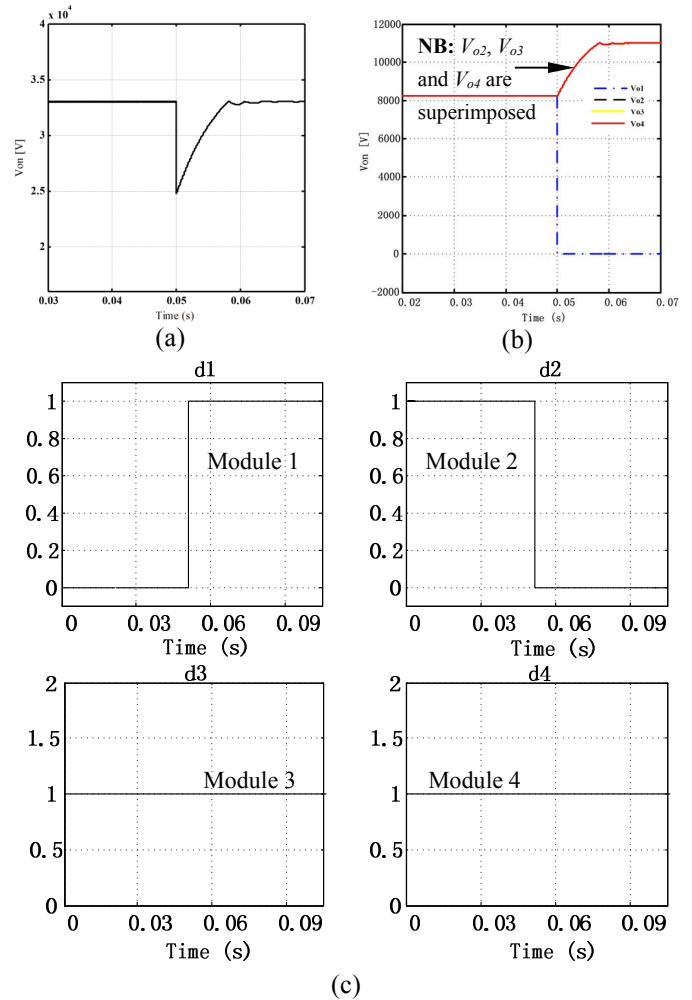 x 10⁴
4
3.5
3
2.5
2
0.03 0.04 0.05 0.06 0.07
Von [V]
Time (s)
(a)
12000
10000
8000
6000
4000
2000
0
-2000
0.02 0.03 0.04 0.05 0.06 0.07
Von [V]
Time (s)
NB: Vo2, Vo3
and Vo4 are
superimposed
Vo1
Vo2
Vo3
Vo4
(b)
d1
1
0.8
0.6
0.4
0.2
0
Module 1
0 0.03 0.06 0.09
Time (s)
d2
1
0.8
0.6
0.4
0.2
0
Module 2
0 0.03 0.06 0.09
Time (s)
d3
2
1.5
1
0.5
0
Module 3
0 0.03 0.06 0.09
Time (s)
d4
2
1.5
1
0.5
0
Module 4
0 0.03 0.06 0.09
Time (s)
(c)